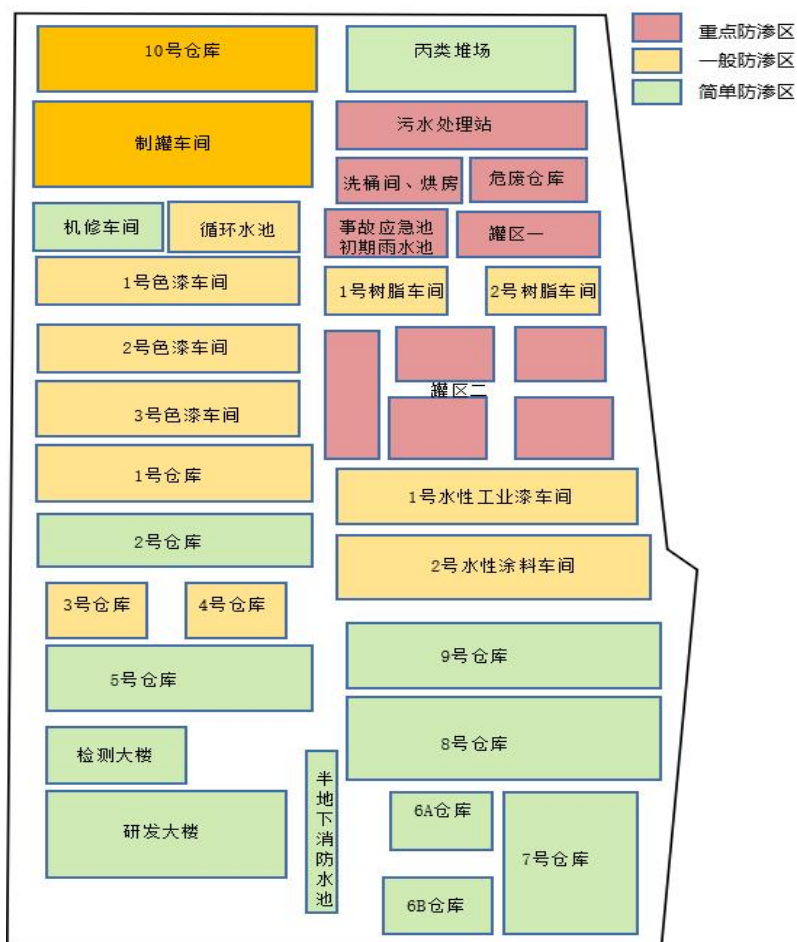 10号仓库
丙类堆场
重点防渗区
一般防渗区
简单防渗区
制罐车间
污水处理站
洗桶间、烘房
危废仓库
机修车间
循环水池
事故应急池
初期雨水池
罐区一
1号色漆车间
1号树脂车间
2号树脂车间
2号色漆车间
罐区二
3号色漆车间
1号仓库
1号水性工业漆车间
2号仓库
2号水性涂料车间
3号仓库
4号仓库
9号仓库
5号仓库
8号仓库
检测大楼
半地下消防水池
研发大楼
6A仓库
7号仓库
6B仓库